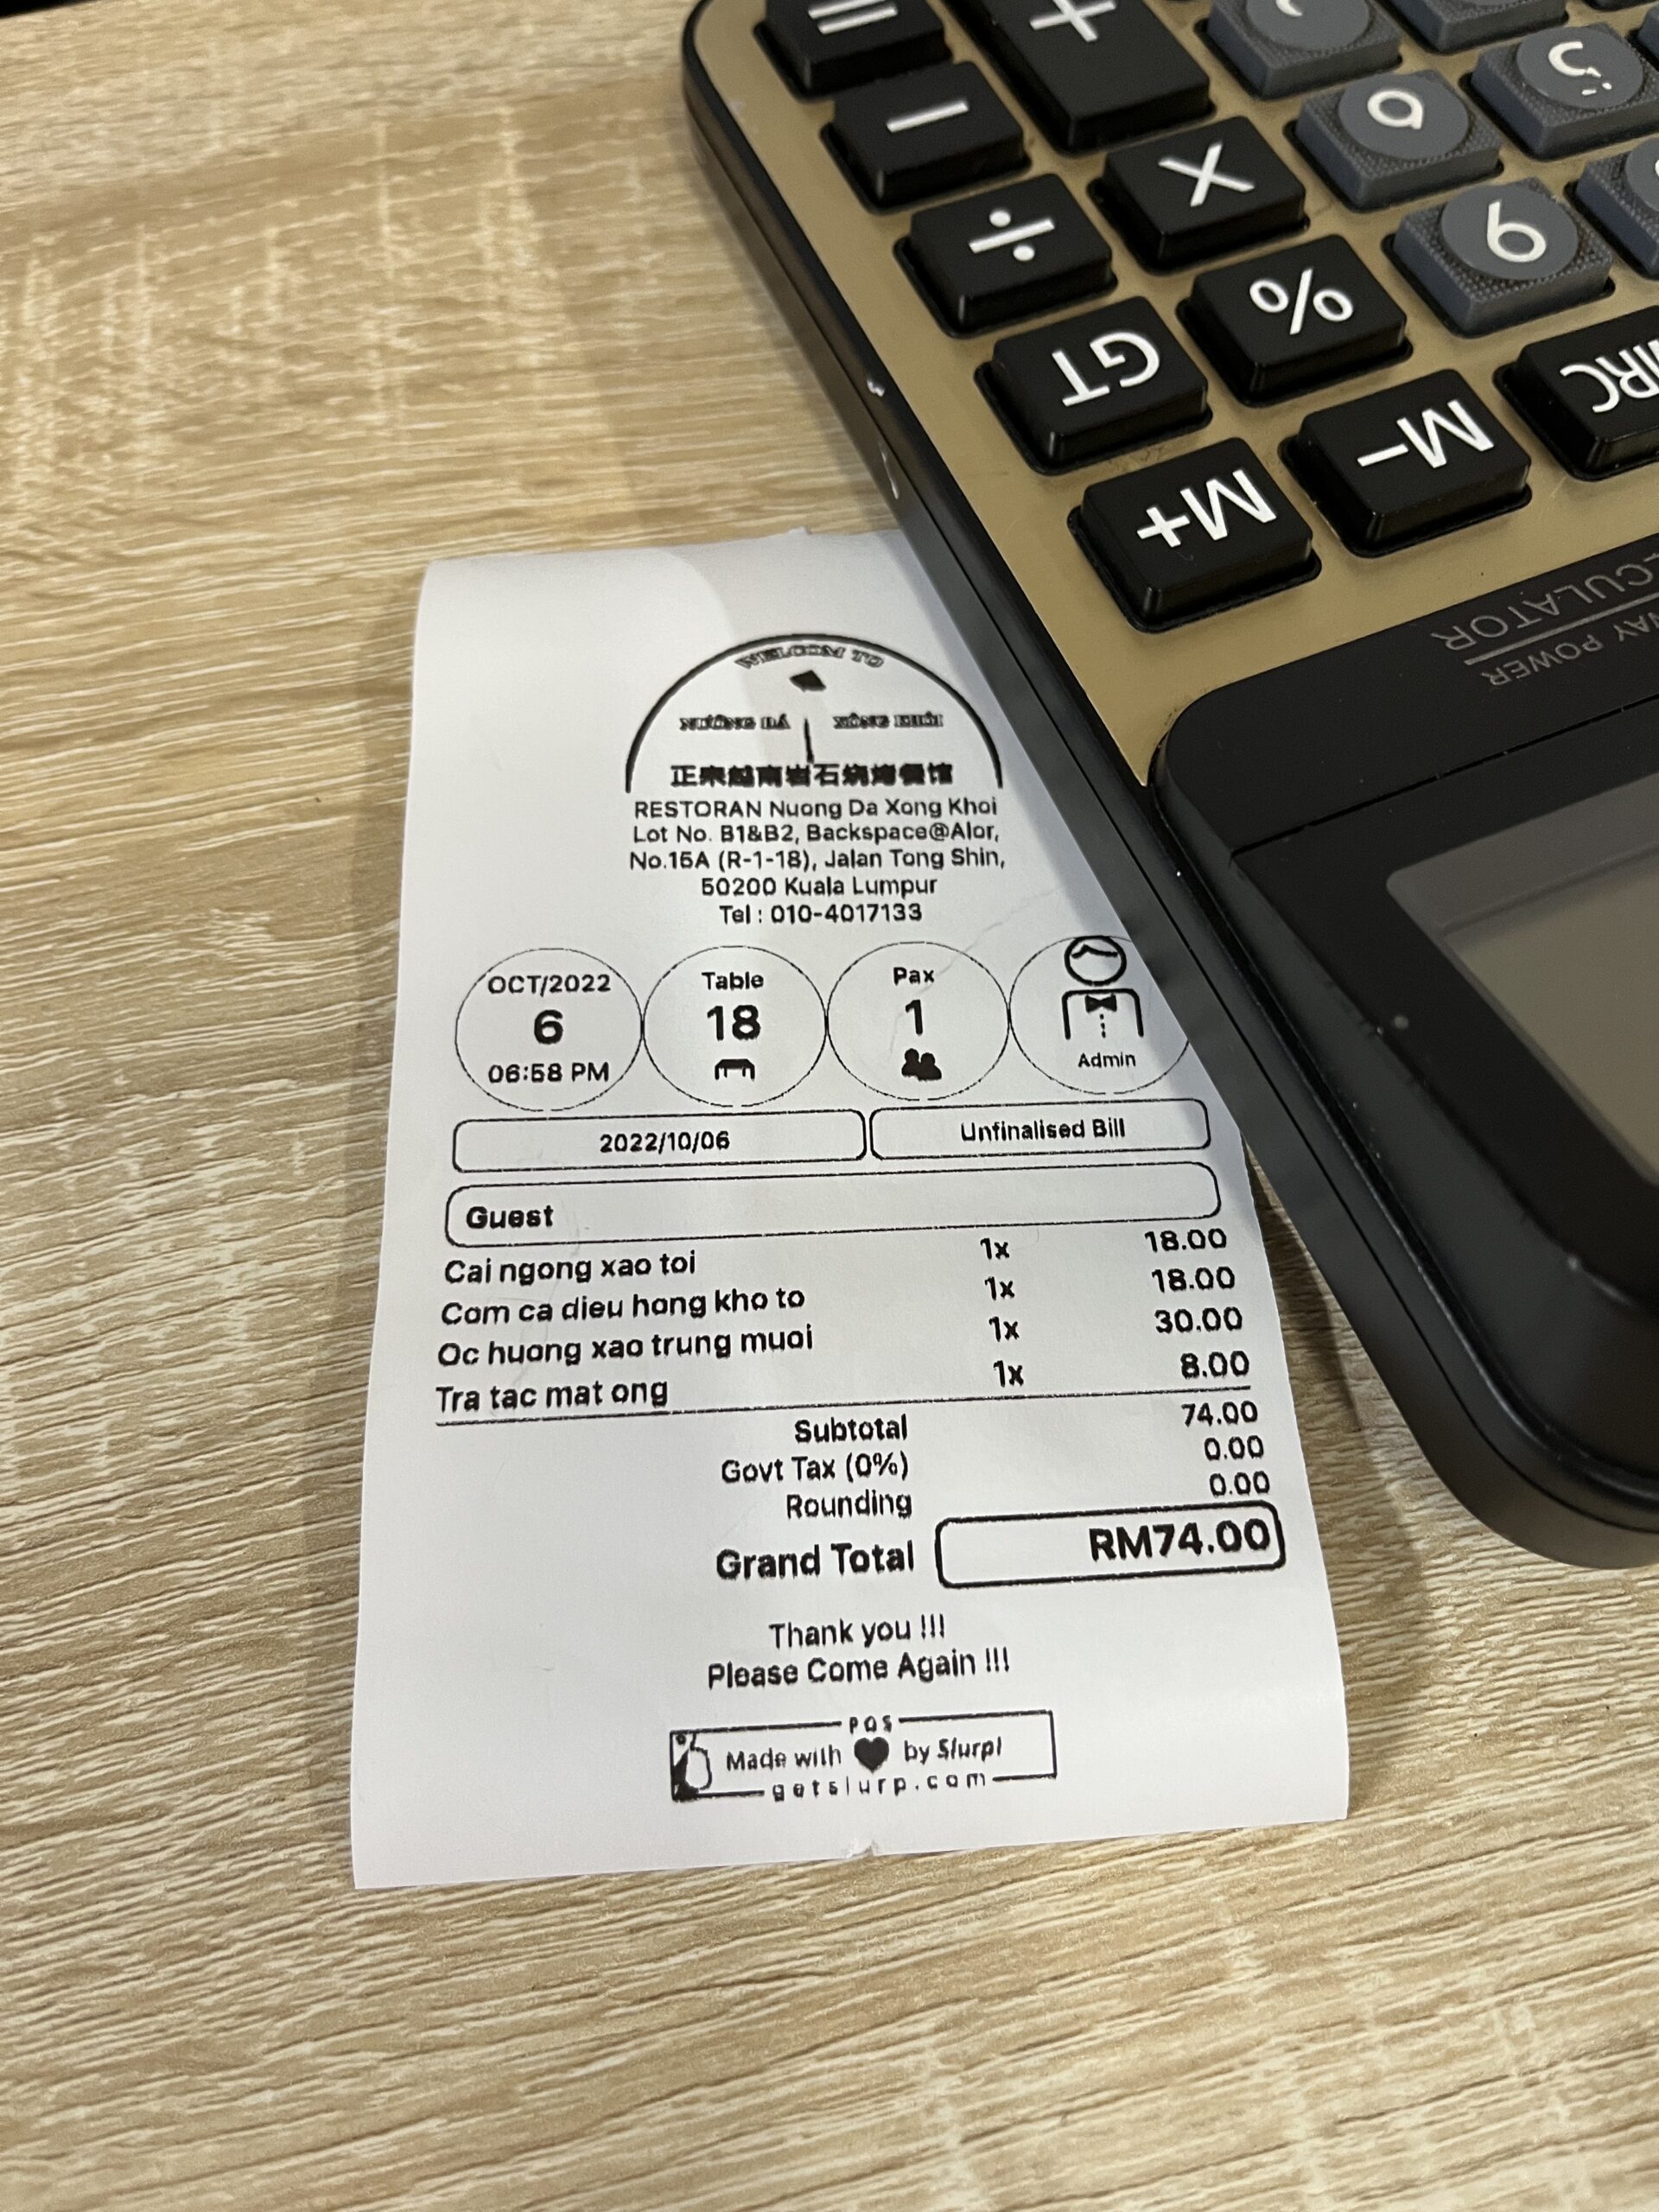 WELCOM TO
NƯỚNG ĐÁ XÔNG KHÓI
正宗越南岩石烧烤餐馆
RESTORAN Nuong Da Xong Khoi
Lot No. B1&B2, Backspace@Alor,
No.15A (R-1-18), Jalan Tong Shin,
50200 Kuala Lumpur
Tel : 010-4017133
OCT/2022
6
06:58 PM
Table
18
Pax
1
Admin
2022/10/06
Unfinalised Bill
Guest
Cai ngong xao toi 1x 18.00
Com ca dieu hong kho to 1x 18.00
Oc huong xao trung muoi 1x 30.00
Tra tac mat ong 1x 8.00
Subtotal 74.00
Govt Tax (0%) 0.00
Rounding 0.00
Grand Total RM74.00
Thank you !!!
Please Come Again !!!
POS
Made with by Slurp!
getslurp.com
=
+
-
×
÷
%
GT
9
6
M+
M-
MRC
WAY POWER
CULATOR